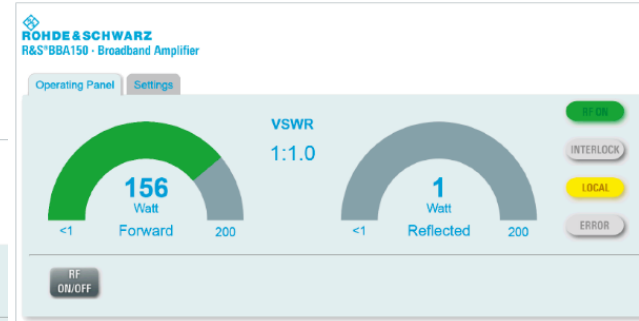 ROHDE&SCHWARZ
R&S®BBA150 - Broadband Amplifier
Operating Panel
Settings
VSWR
1:1.0
156
Watt
Forward
<1
200
1
Watt
Reflected
<1
200
RF ON
INTERLOCK
LOCAL
ERROR
RF
ON/OFF